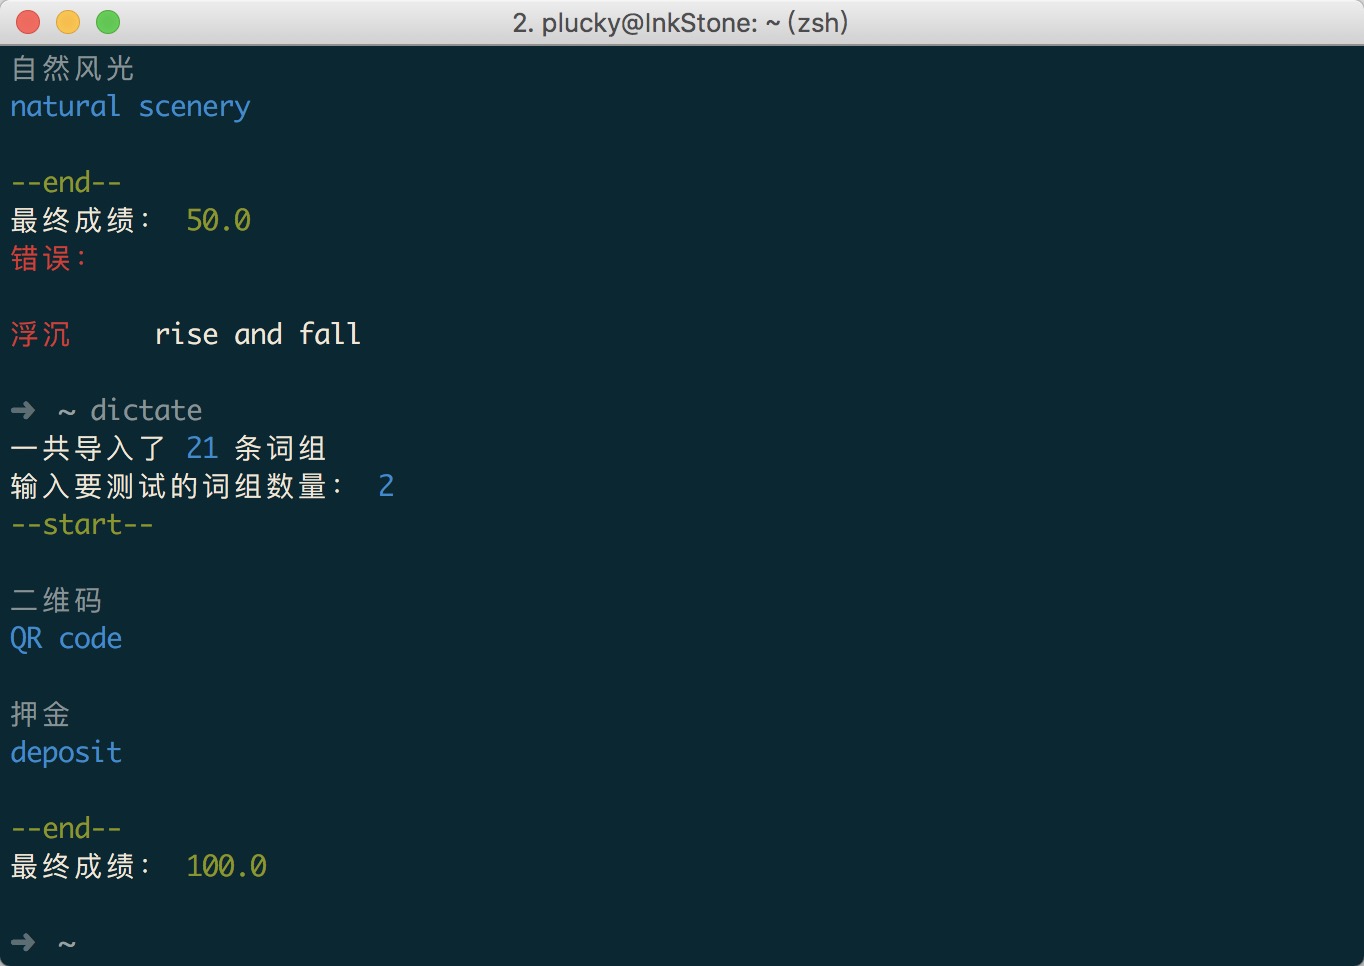 2. plucky@InkStone: ~ (zsh)
自然风光
natural scenery
--end--
最终成绩： 50.0
错误：
浮沉 rise and fall
➜ ~ dictate
一共导入了 21 条词组
输入要测试的词组数量： 2
--start--
二维码
QR code
押金
deposit
--end--
最终成绩： 100.0
➜ ~